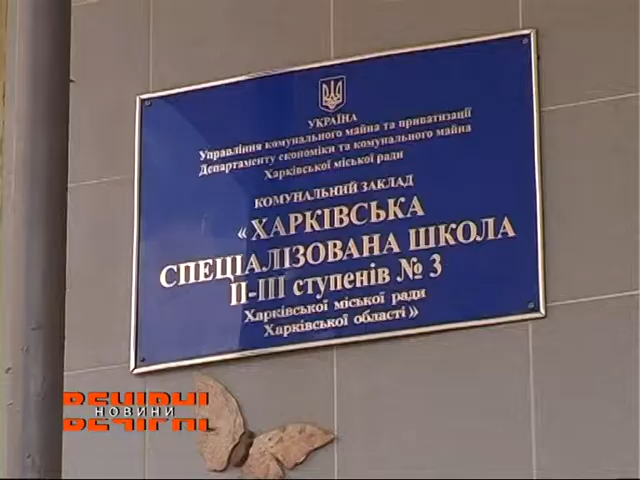 УКРАЇНА
Управління комунального майна та приватизації
Департаменту економіки та комунального майна
Харківської міської ради
КОМУНАЛЬНИЙ ЗАКЛАД
«ХАРКІВСЬКА
СПЕЦІАЛІЗОВАНА ШКОЛА
ІІ-ІІІ ступенів № 3
Харківської міської ради
Харківської області»
ВЕЧІРНІ
НОВИНИ
ВЕЧІРНІ